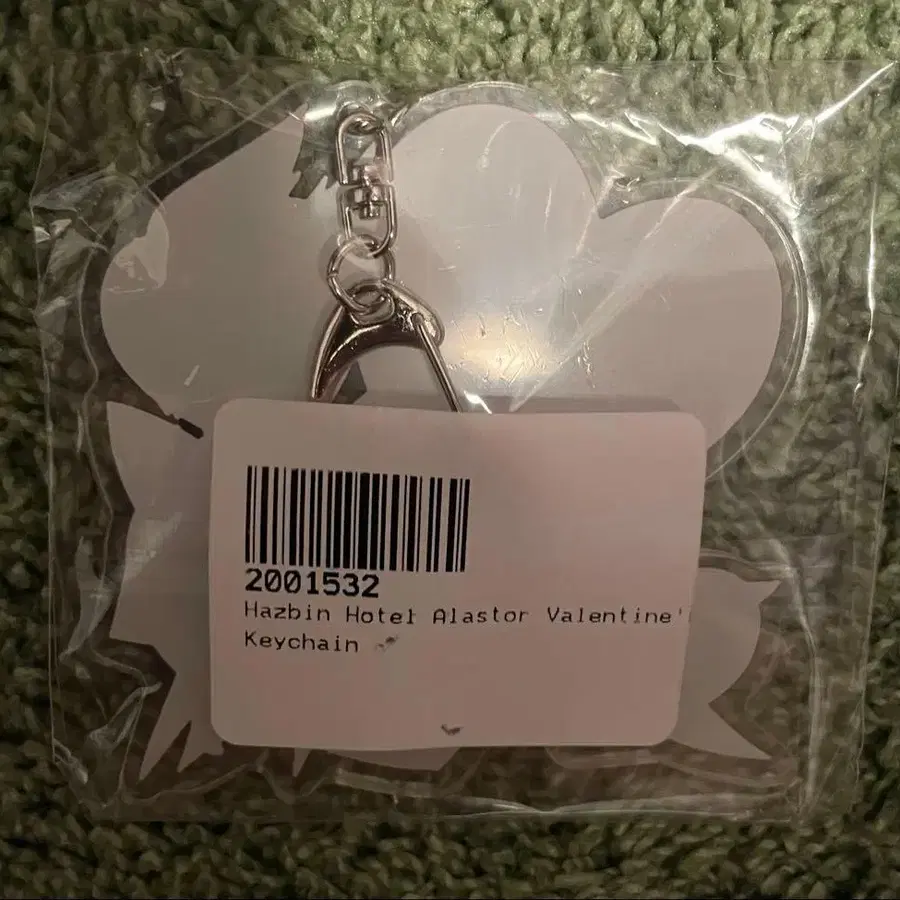 2001532
Hazbin Hotel Alastor Valentine'
Keychain